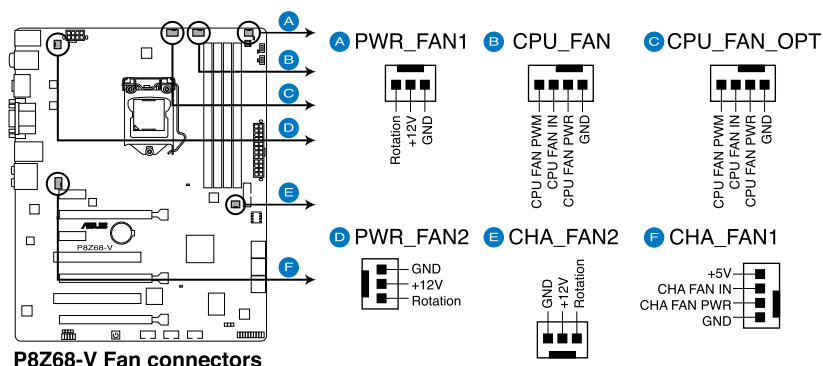 A
B
C
D
E
F
ASUS
P8Z68-V
P8Z68-V Fan connectors
A PWR_FAN1
Rotation
+12V
GND
B CPU_FAN
CPU FAN PWM
CPU FAN IN
CPU FAN PWR
GND
C CPU_FAN_OPT
CPU FAN PWM
CPU FAN IN
CPU FAN PWR
GND
D PWR_FAN2
GND
+12V
Rotation
E CHA_FAN2
GND
+12V
Rotation
F CHA_FAN1
+5V
CHA FAN IN
CHA FAN PWR
GND